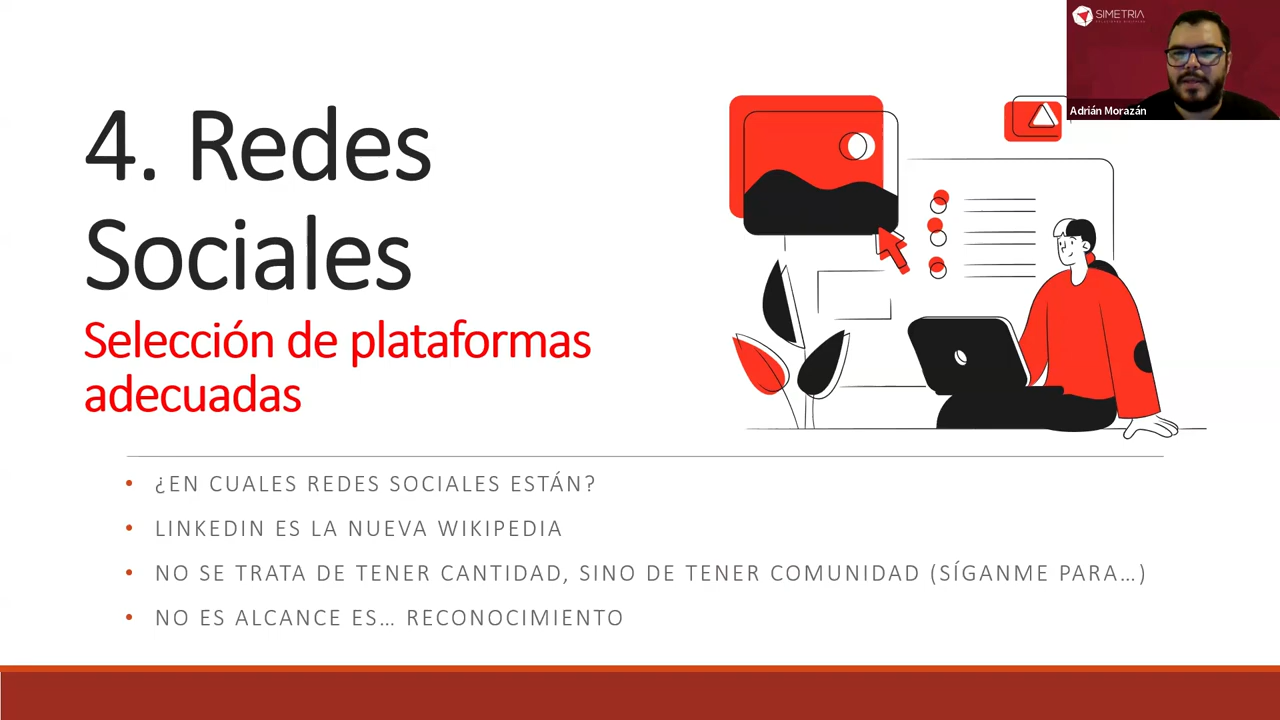 SIMETRIA
Adrián Morazán
4. Redes
Sociales
Selección de plataformas
adecuadas
• ¿EN CUALES REDES SOCIALES ESTÁN?
• LINKEDIN ES LA NUEVA WIKIPEDIA
• NO SE TRATA DE TENER CANTIDAD, SINO DE TENER COMUNIDAD (SÍGANME PARA…)
• NO ES ALCANCE ES… RECONOCIMIENTO